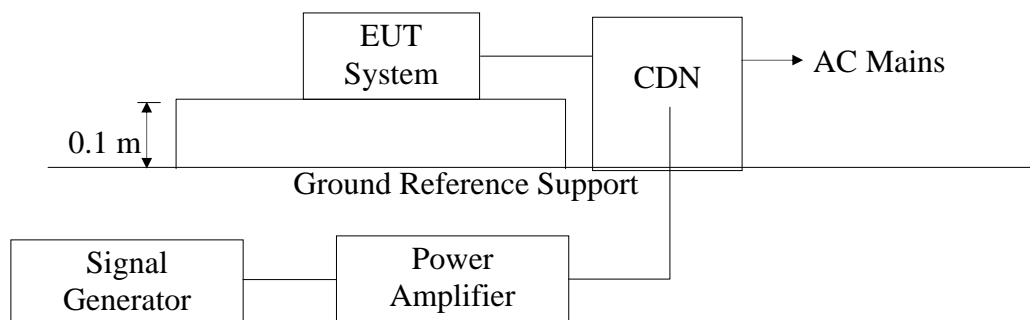 EUT
System
CDN
AC Mains
0.1 m
Ground Reference Support
Signal
Generator
Power
Amplifier